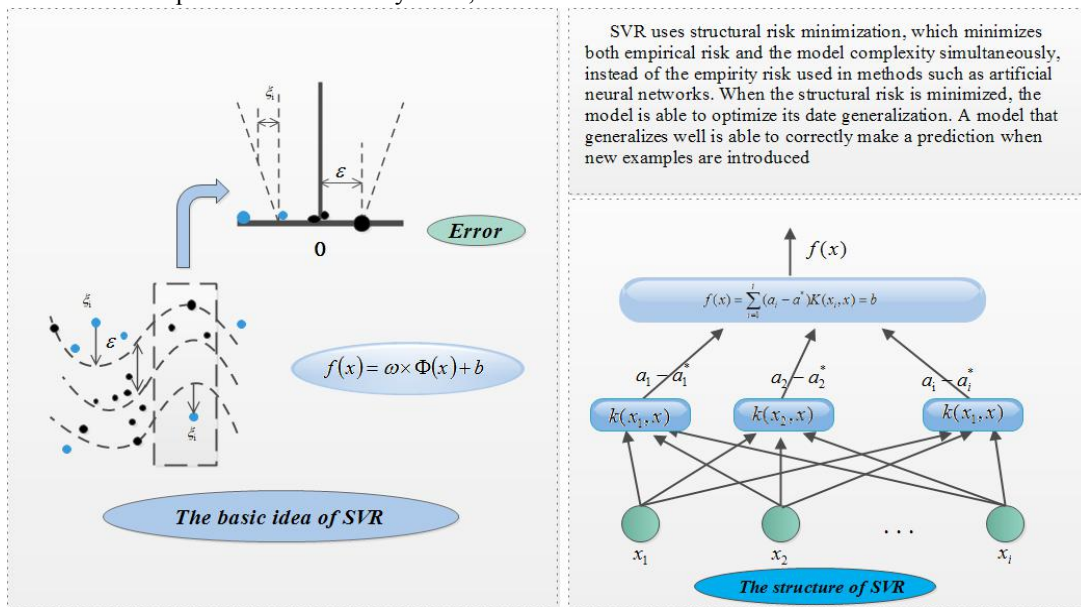 ξi
ε
Error
0
ξi
ε
f(x) = ω× Φ(x)+ b
ξi
The basic idea of SVR
SVR uses structural risk minimization, which minimizes
both empirical risk and the model complexity simultaneously,
instead of the empirity risk used in methods such as artificial
neural networks. When the structural risk is minimized, the
model is able to optimize its date generalization. A model that
generalizes well is able to correctly make a prediction when
new examples are introduced
f(x)
f(x) = ∑(ai − a*)K(xi,x) = b
a1 − a1* a2 − a2* ai − ai*
k(x1,x) k(x2,x) k(x1,x)
x1 x2 ... xi
The structure of SVR